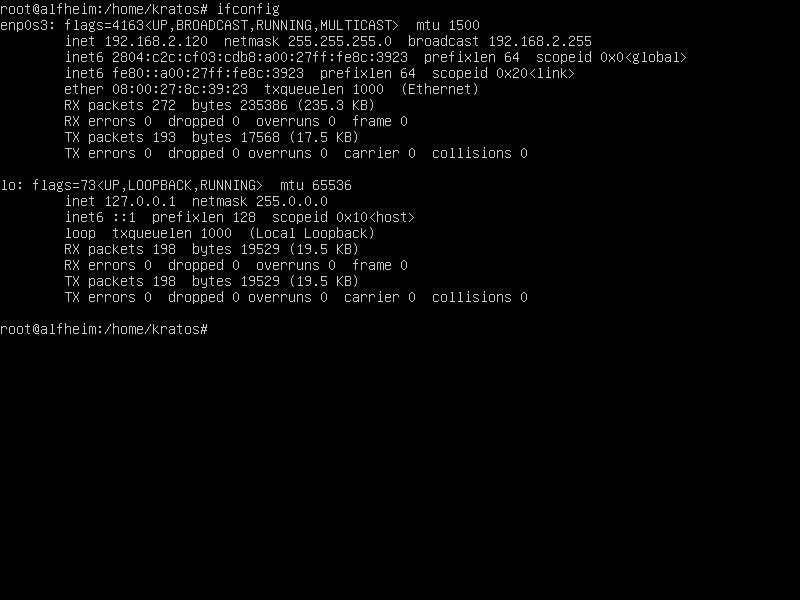 root@alfheim:/home/kratos# ifconfig
enp0s3: flags=4163<UP,BROADCAST,RUNNING,MULTICAST>  mtu 1500
        inet 192.168.2.120  netmask 255.255.255.0  broadcast 192.168.2.255
        inet6 2804:c2c:cf03:cdb8:a00:27ff:fe8c:3923  prefixlen 64  scopeid 0x0<global>
        inet6 fe80::a00:27ff:fe8c:3923  prefixlen 64  scopeid 0x20<link>
        ether 08:00:27:8c:39:23  txqueuelen 1000  (Ethernet)
        RX packets 272  bytes 235386 (235.3 KB)
        RX errors 0  dropped 0  overruns 0  frame 0
        TX packets 193  bytes 17568 (17.5 KB)
        TX errors 0  dropped 0 overruns 0  carrier 0  collisions 0

lo: flags=73<UP,LOOPBACK,RUNNING>  mtu 65536
        inet 127.0.0.1  netmask 255.0.0.0
        inet6 ::1  prefixlen 128  scopeid 0x10<host>
        loop  txqueuelen 1000  (Local Loopback)
        RX packets 198  bytes 19529 (19.5 KB)
        RX errors 0  dropped 0  overruns 0  frame 0
        TX packets 198  bytes 19529 (19.5 KB)
        TX errors 0  dropped 0 overruns 0  carrier 0  collisions 0

root@alfheim:/home/kratos#